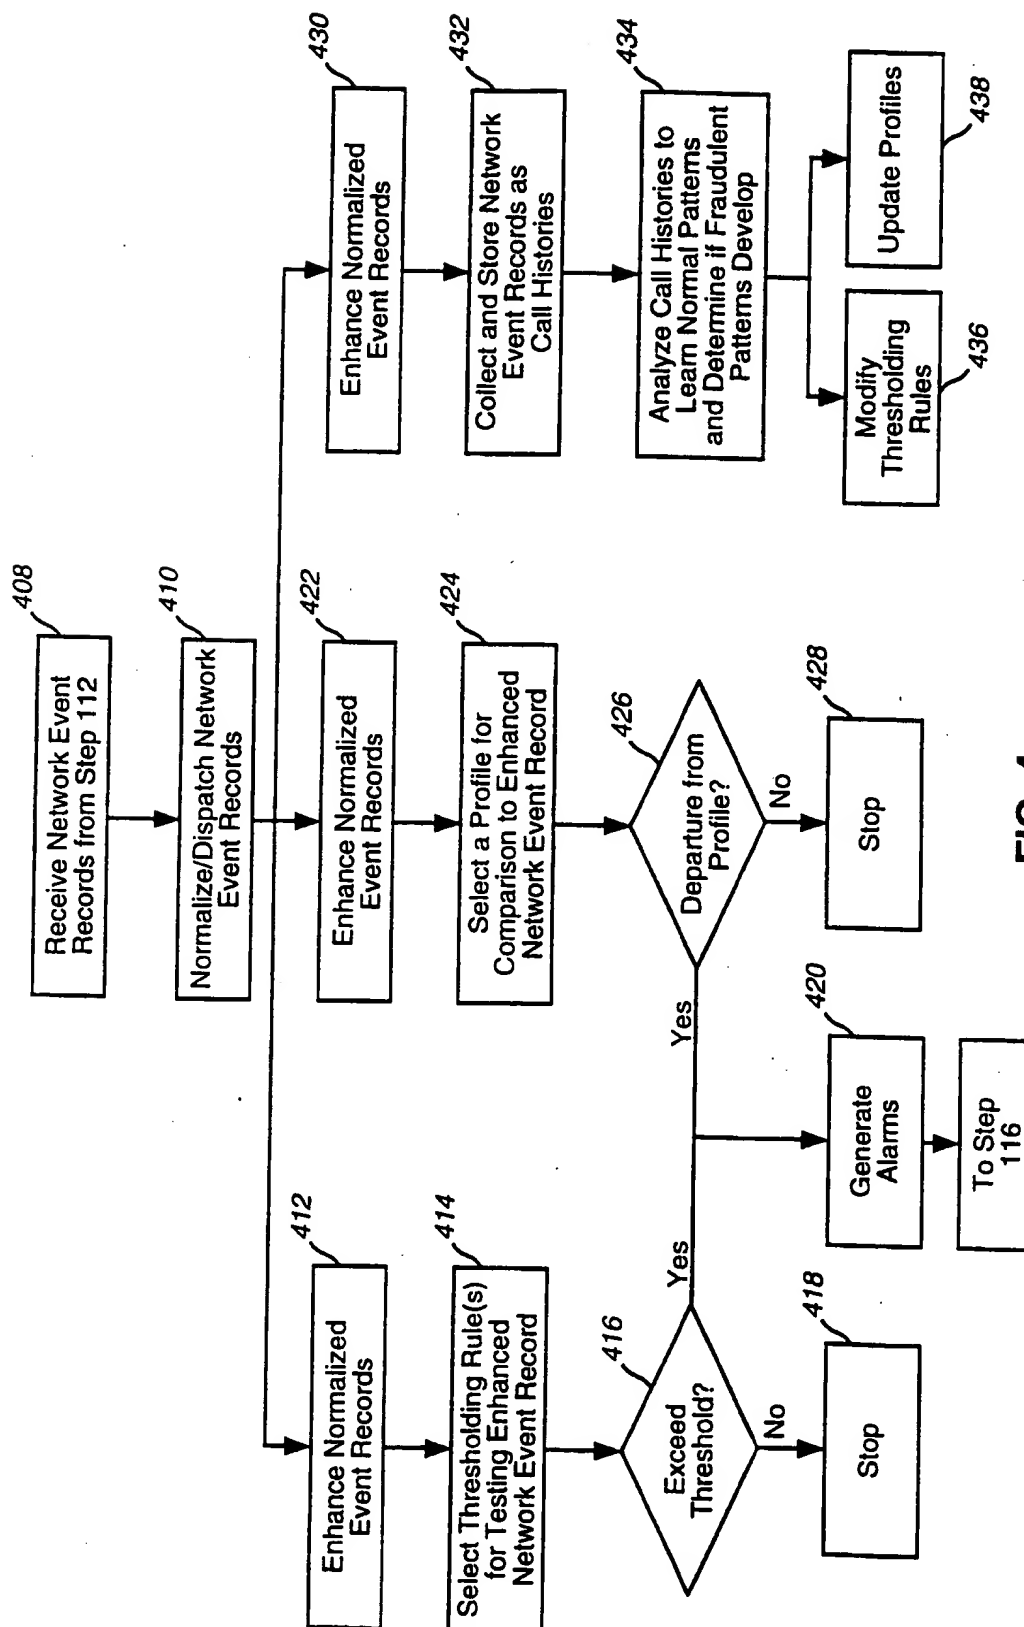 408
Receive Network Event
Records from Step 112
410
Normalize/Dispatch Network
Event Records
412
Enhance Normalized
Event Records
414
Select Thresholding Rule(s)
for Testing Enhanced
Network Event Record
416
Exceed
Threshold?
Yes
No
418
Stop
420
Generate
Alarms
To Step
116
422
Enhance Normalized
Event Records
424
Select a Profile for
Comparison to Enhanced
Network Event Record
426
Departure from
Profile?
Yes
No
428
Stop
430
Enhance Normalized
Event Records
432
Collect and Store Network
Event Records as
Call Histories
434
Analyze Call Histories to
Learn Normal Patterns
and Determine if Fraudulent
Patterns Develop
Modify
Thresholding
Rules
436
Update Profiles
438